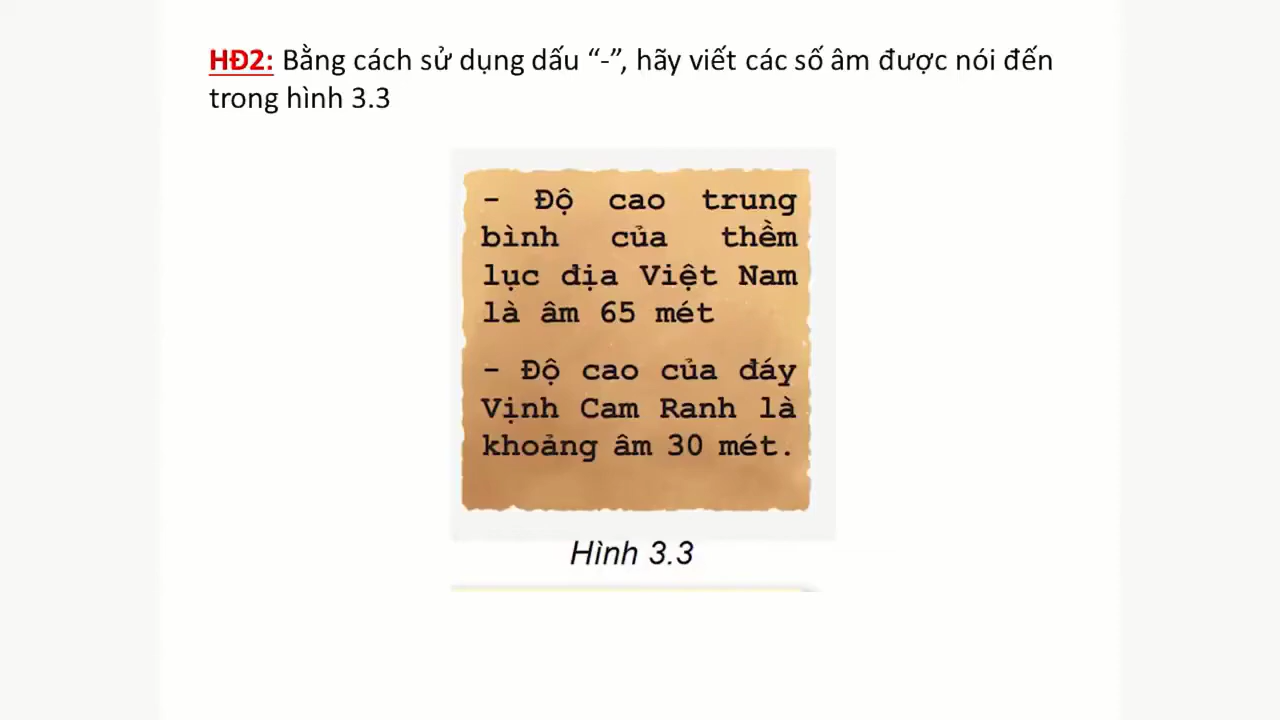 HĐ2: Bằng cách sử dụng dấu “-”, hãy viết các số âm được nói đến
trong hình 3.3
- Độ cao trung
bình của thềm
lục địa Việt Nam
là âm 65 mét
- Độ cao của đáy
Vịnh Cam Ranh là
khoảng âm 30 mét.
Hình 3.3